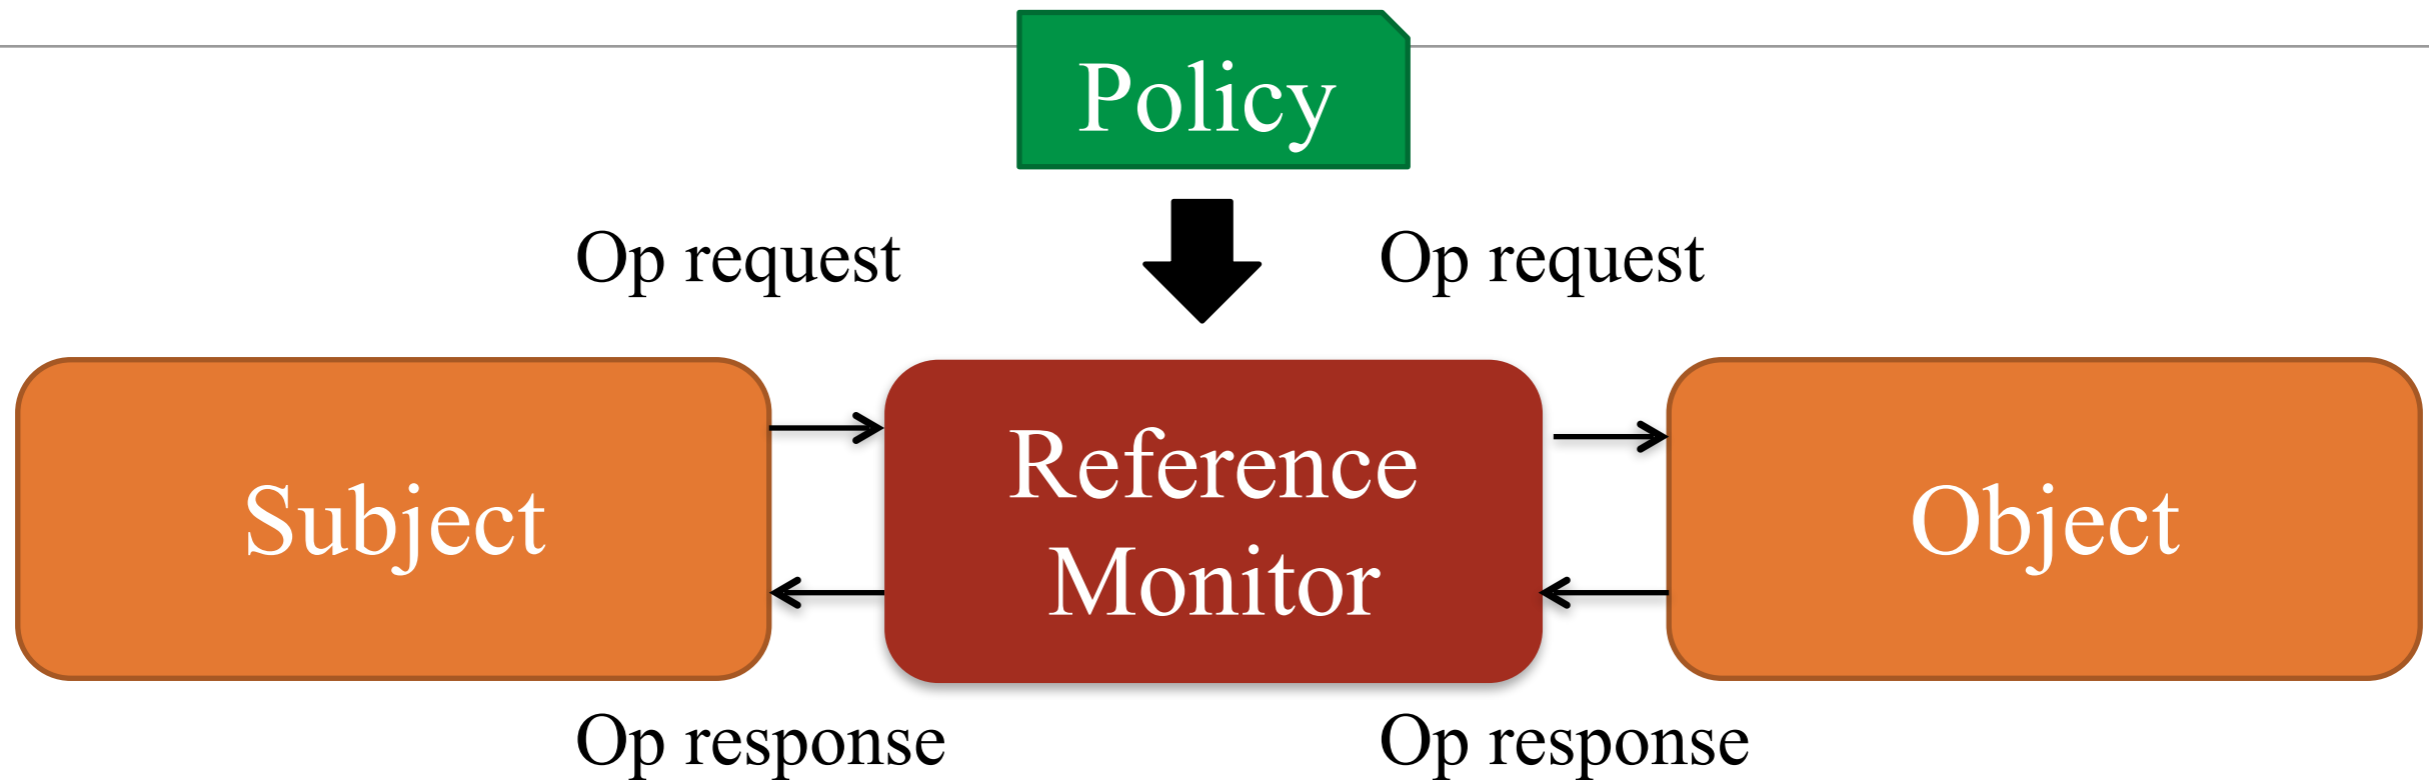 Policy
Op request
Op request
Subject
Reference
Monitor
Object
Op response
Op response